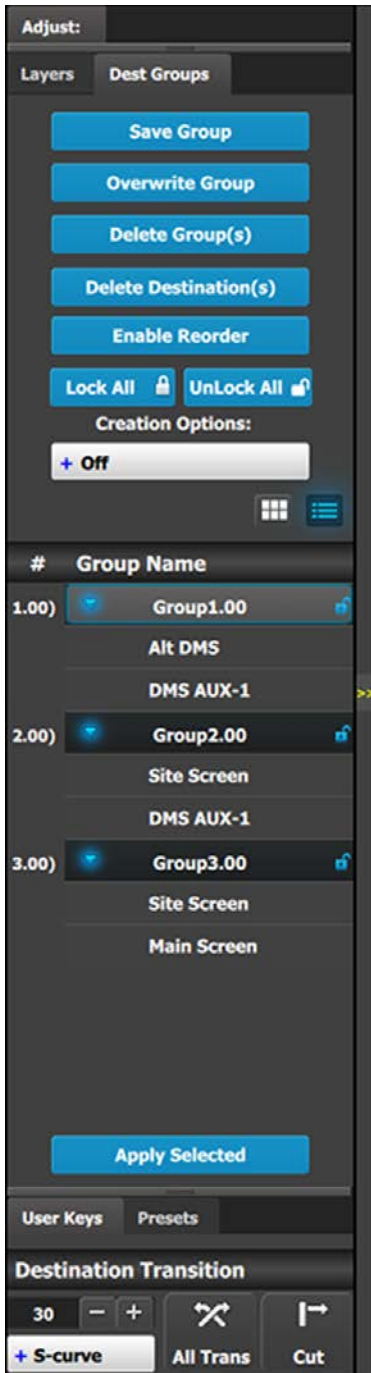 Adjust:
Layers Dest Groups
Save Group
Overwrite Group
Delete Group(s)
Delete Destination(s)
Enable Reorder
Lock All UnLock All
Creation Options:
+ Off
# Group Name
1.00) Group1.00
Alt DMS
DMS AUX-1
>>
2.00) Group2.00
Site Screen
DMS AUX-1
3.00) Group3.00
Site Screen
Main Screen
Apply Selected
User Keys Presets
Destination Transition
30 − +
+ S-curve All Trans Cut